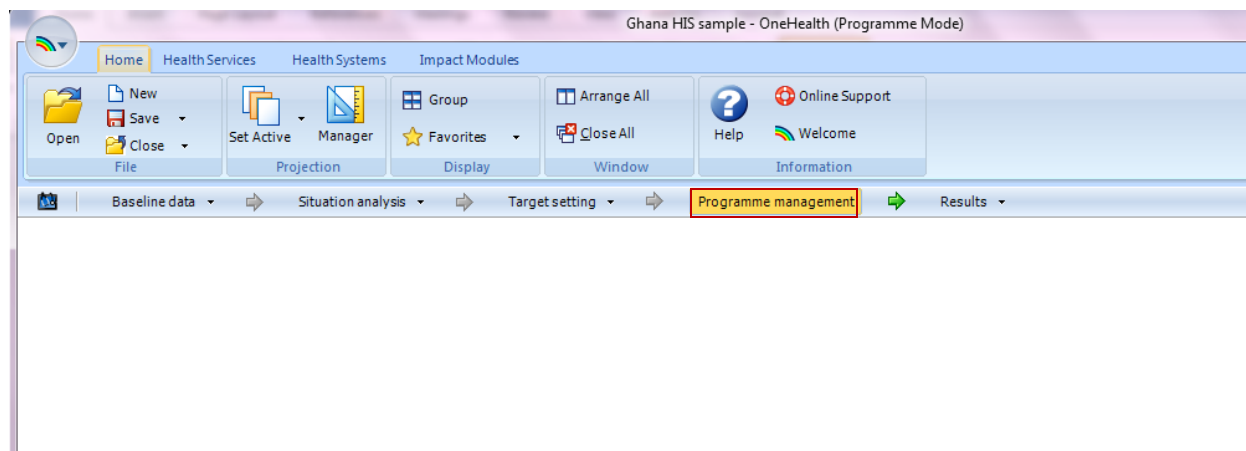 Ghana HIS sample - OneHealth (Programme Mode)
Home Health Services Health Systems Impact Modules
Open
New
Save
Close
File
Set Active Manager
Projection
Group
Favorites
Display
Arrange All
Close All
Window
Help
Online Support
Welcome
Information
Baseline data Situation analysis Target setting Programme management Results